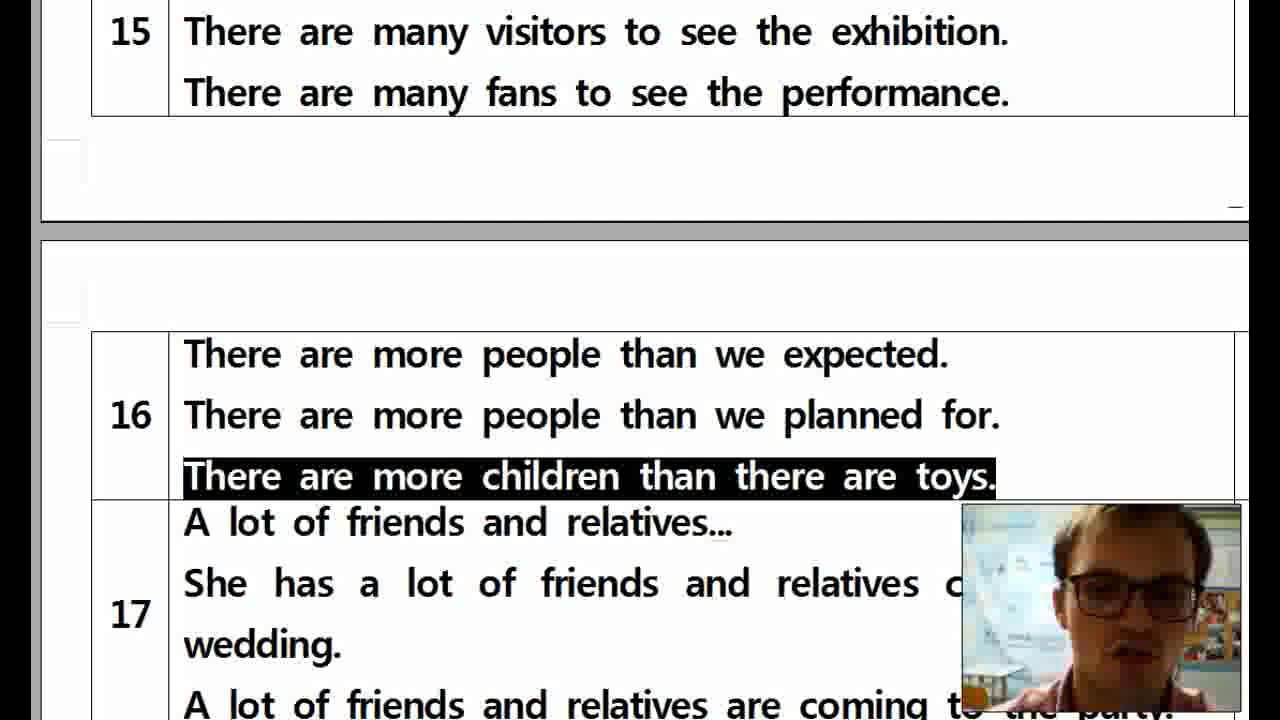 15
There are many visitors to see the exhibition.
There are many fans to see the performance.
There are more people than we expected.
16
There are more people than we planned for.
There are more children than there are toys.
A lot of friends and relatives...
She has a lot of friends and relatives
17
wedding.
A lot of friends and relatives are coming to the party.